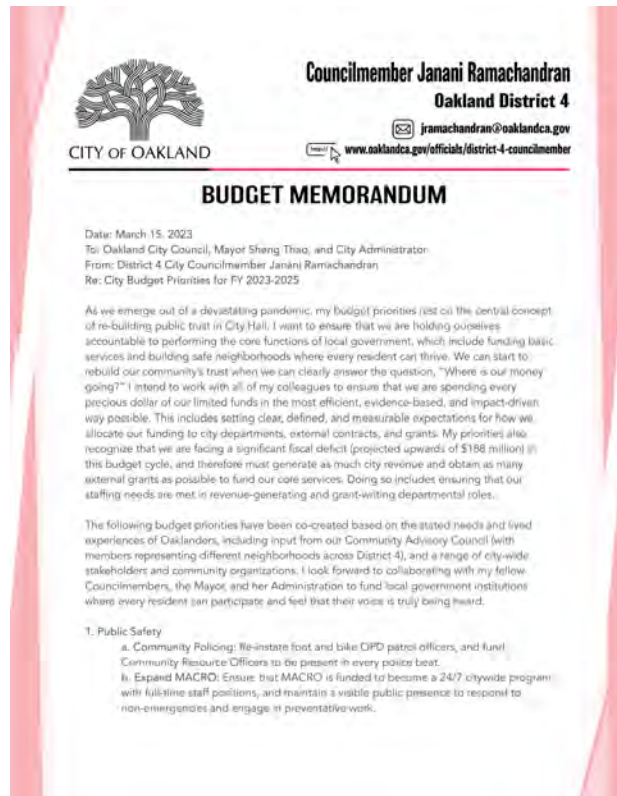 Councilmember Janani Ramachandran
Oakland District 4
jramachandran@oaklandca.gov
www.oaklandca.gov/officials/district-4-councilmember
CITY OF OAKLAND
BUDGET MEMORANDUM
Date: March 15, 2023
To: Oakland City Council, Mayor Sheng Thao, and City Administrator
From: District 4 City Councilmember Janani Ramachandran
Re: City Budget Priorities for FY 2023-2025
As we emerge out of a devastating pandemic, my budget priorities rest on the central concept
of re-building public trust in City Hall. I want to ensure that we are holding ourselves
accountable to performing the core functions of local government, which include funding basic
services and building safe neighborhoods where every resident can thrive. We can start to
rebuild our community's trust when we can clearly answer the question, "Where is our money
going?" I intend to work with all of my colleagues to ensure that we are spending every
precious dollar of our limited funds in the most efficient, evidence-based, and impact-driven
way possible. This includes setting clear, defined, and measurable expectations for how we
allocate our funding to city departments, external contracts, and grants. My priorities also
recognize that we are facing a significant fiscal deficit (projected upwards of $168 million) in
this budget cycle, and therefore must generate as much city revenue and obtain as many
external grants as possible to fund our core services. Doing so includes ensuring that our
staffing needs are met in revenue-generating and grant-writing departmental roles.
The following budget priorities have been co-created based on the stated needs and lived
experiences of Oaklanders, including input from our Community Advisory Council (with
members representing different neighborhoods across District 4), and a range of city-wide
stakeholders and community organizations. I look forward to collaborating with my fellow
Councilmembers, the Mayor, and her Administration to fund local government institutions
where every resident can participate and feel that their voice is truly being heard.
1. Public Safety
a. Community Policing: Re-instate foot and bike OPD patrol officers, and fund
Community Resource Officers to be present in every police beat.
b. Expand MACRO: Ensure that MACRO is funded to become a 24/7 citywide program
with full-time staff positions, and maintain a visible public presence to respond to
non-emergencies and engage in preventative work.